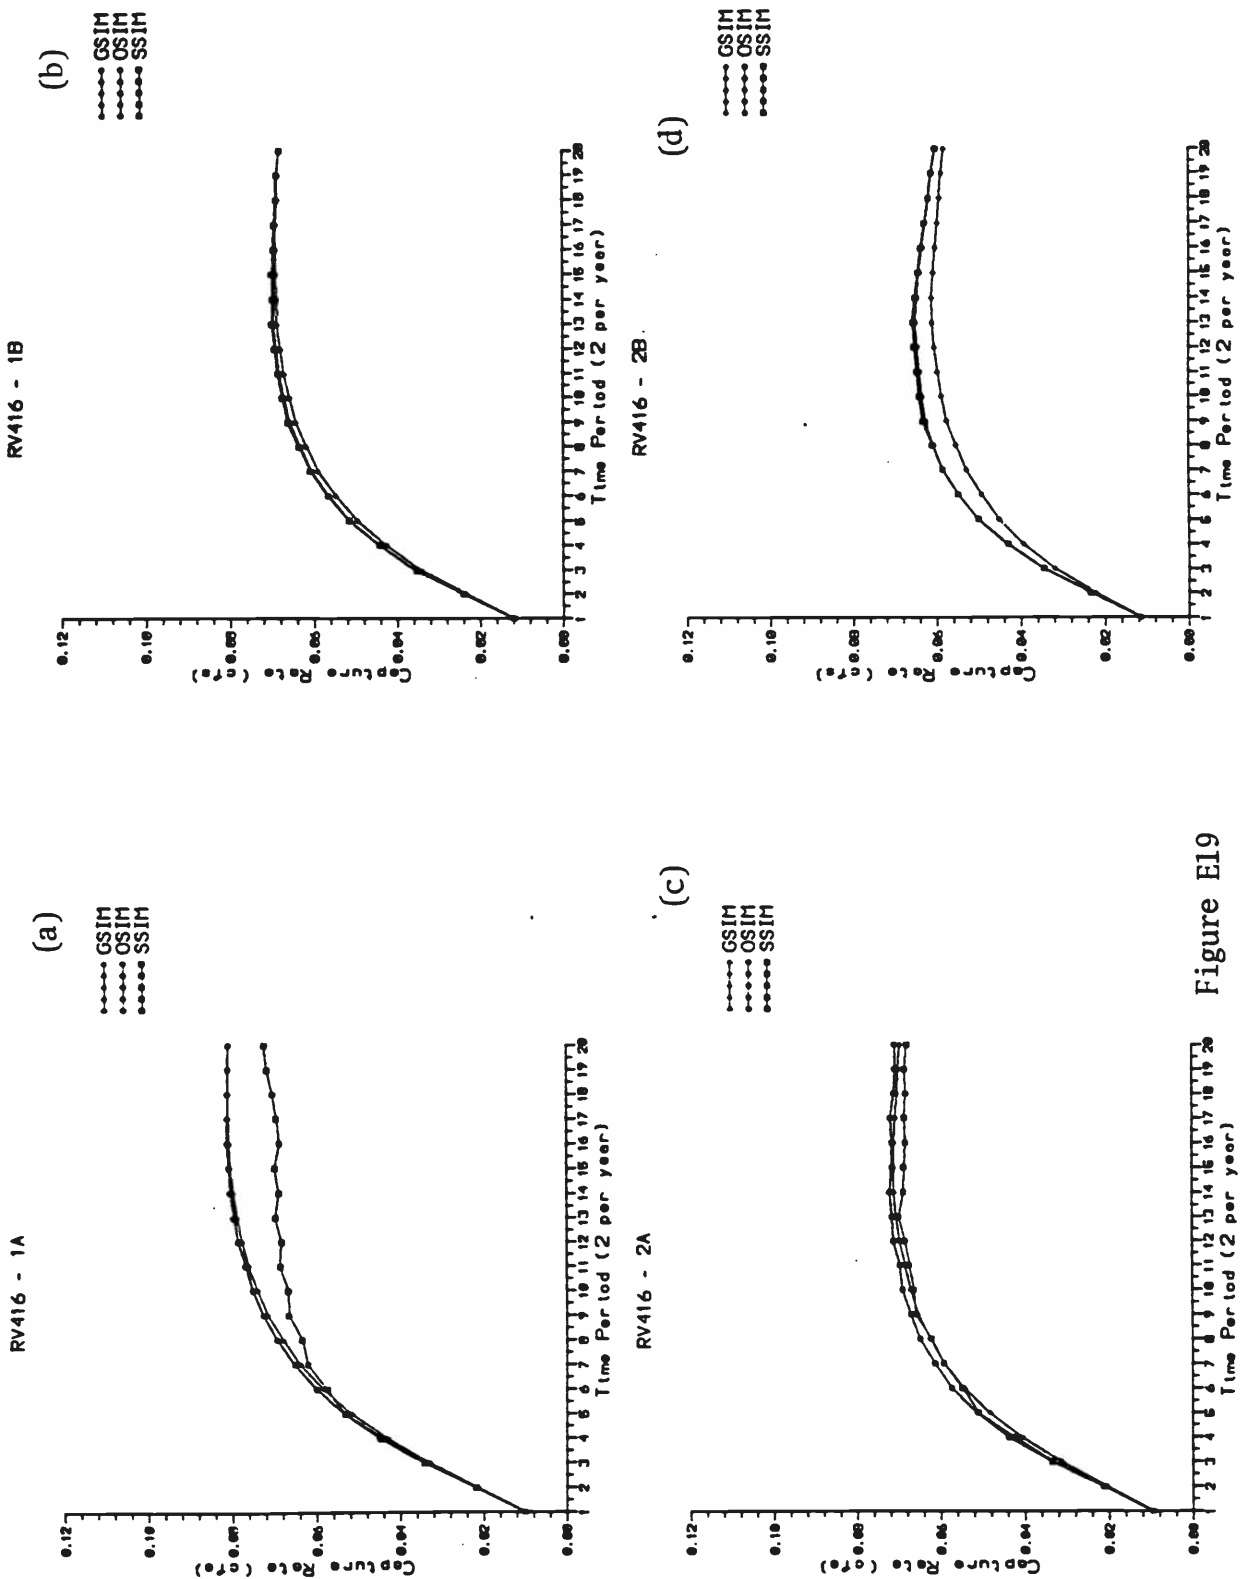 (a)
RV416 - 1A
GSIM
OSIM
SSIM
0.12
0.10
0.08
0.06
0.04
0.02
0.00
Capture
Rate (cfs)
1 2 3 4 5 6 7 8 9 10 11 12 13 14 15 16 17 18 19 20
Time Period (2 per year)
(b)
RV416 - 1B
GSIM
OSIM
SSIM
0.12
0.10
0.08
0.06
0.04
0.02
0.00
Capture
Rate (cfs)
1 2 3 4 5 6 7 8 9 10 11 12 13 14 15 16 17 18 19 20
Time Period (2 per year)
(c)
RV416 - 2A
GSIM
OSIM
SSIM
0.12
0.10
0.08
0.06
0.04
0.02
0.00
Capture
Rate (cfs)
1 2 3 4 5 6 7 8 9 10 11 12 13 14 15 16 17 18 19 20
Time Period (2 per year)
(d)
RV416 - 2B
GSIM
OSIM
SSIM
0.12
0.10
0.08
0.06
0.04
0.02
0.00
Capture
Rate (cfs)
1 2 3 4 5 6 7 8 9 10 11 12 13 14 15 16 17 18 19 20
Time Period (2 per year)
Figure E19